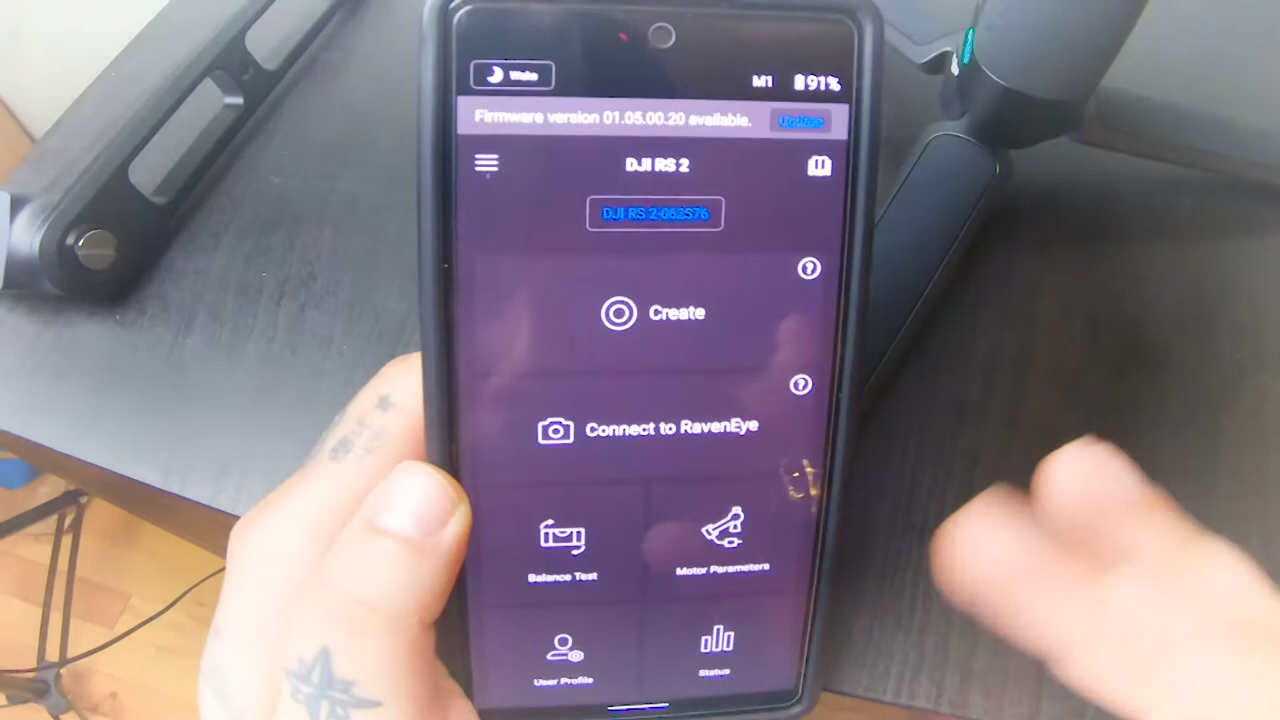 Wake
M1 91%
Firmware version 01.05.00.20 available. Update
DJI RS 2
DJI RS 2-062S76
Create
Connect to RavenEye
Balance Test
Motor Parameters
User Profile
Status